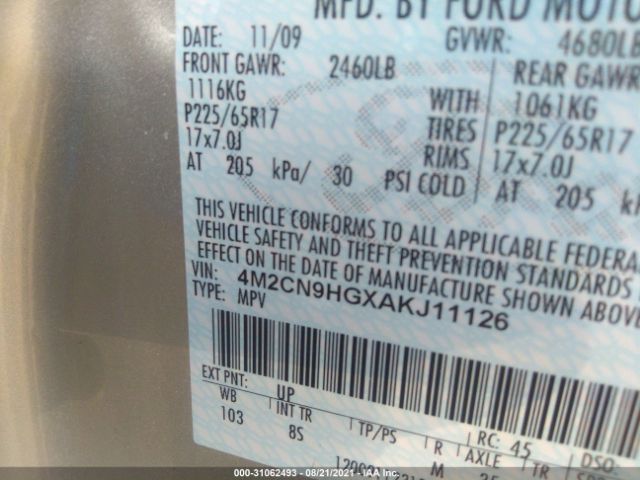 MFG. BY FORD MOTO
DATE: 11/09 GVWR: 4680LB
FRONT GAWR: 2460LB REAR GAWR
1116KG WITH 1061KG
P225/65R17 TIRES P225/65R17
17x7.0J RIMS 17x7.0J
AT 205 kPa/ 30 PSI COLD AT 205 kP
THIS VEHICLE CONFORMS TO ALL APPLICABLE FEDERA
VEHICLE SAFETY AND THEFT PREVENTION STANDARDS
EFFECT ON THE DATE OF MANUFACTURE SHOWN ABOVE
VIN: 4M2CN9HGXAKJ11126
TYPE: MPV
EXT PNT: UP RC: 45 DSO:
WB INT TR TP/PS R AXLE TR
103 8S M
000-31062493 - 08/21/2021 - IAA Inc.